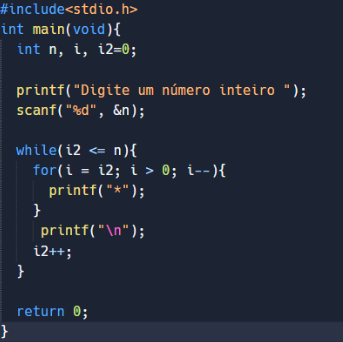 #include<stdio.h>
int main(void){
  int n, i, i2=0;

  printf("Digite um número inteiro ");
  scanf("%d", &n);

  while(i2 <= n){
    for(i = i2; i > 0; i--){
      printf("*");
    }
     printf("\n");
    i2++;
  }

  return 0;
}